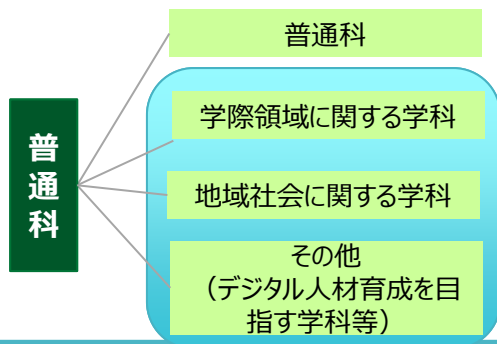 普通科
普通科
学際領域に関する学科
地域社会に関する学科
その他
（デジタル人材育成を目
指す学科等）